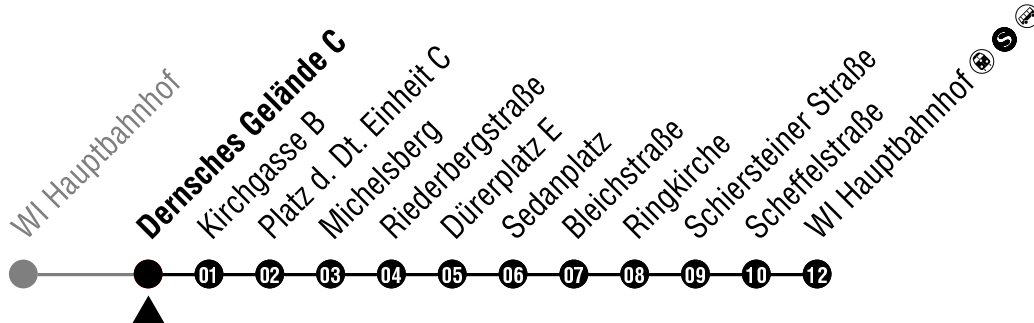 WI Hauptbahnhof
Dernsches Gelände C
Kirchgasse B
Platz d. Dt. Einheit C
Michelsberg
Riederbergstraße
Dürerplatz E
Sedanplatz
Bleichstraße
Ringkirche
Schiersteiner Straße
Scheffelstraße
WI Hauptbahnhof S
01 02 03 04 05 06 07 08 09 10 12